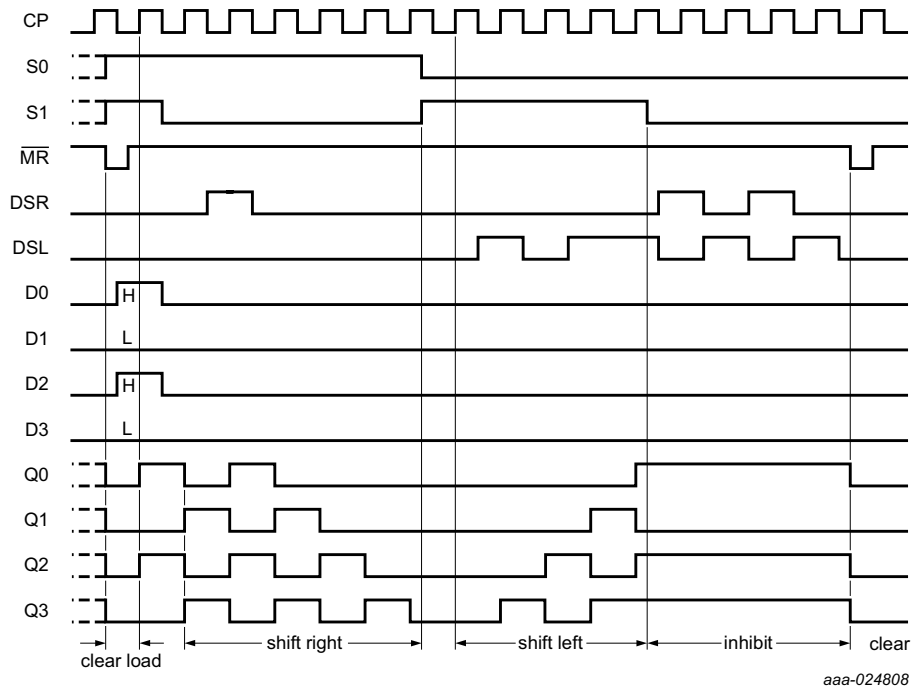 CP
S0
S1
MR
DSR
DSL
D0
H
D1
L
D2
H
D3
L
Q0
Q1
Q2
Q3
clear load
shift right
shift left
inhibit
clear
aaa-024808